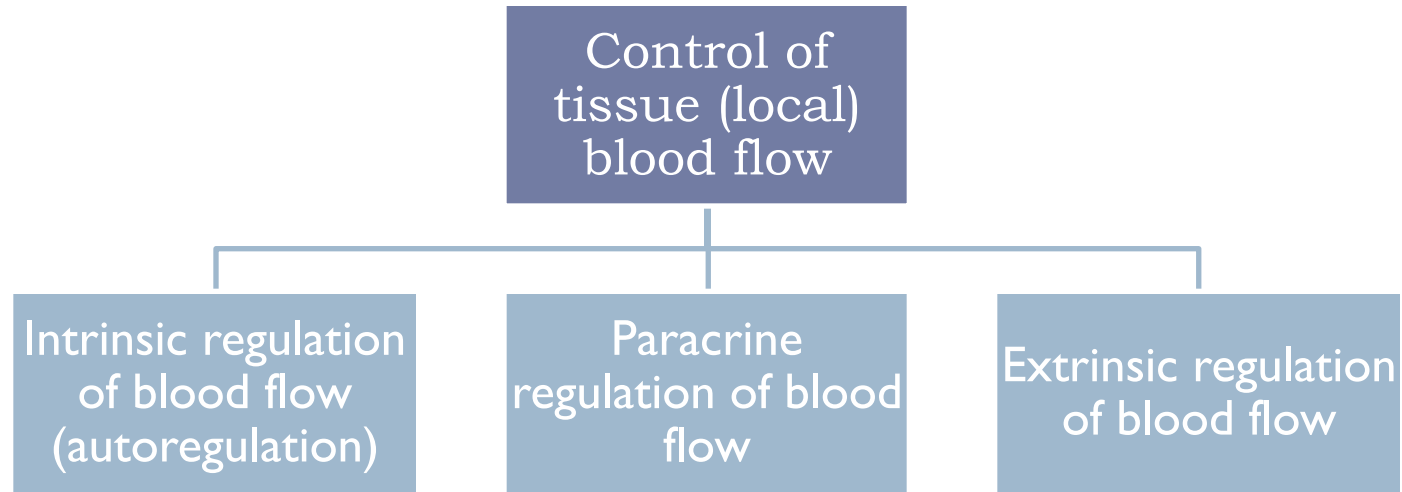 Control of
tissue (local)
blood flow
Intrinsic regulation
of blood flow
(autoregulation)
Paracrine
regulation of blood
flow
Extrinsic regulation
of blood flow